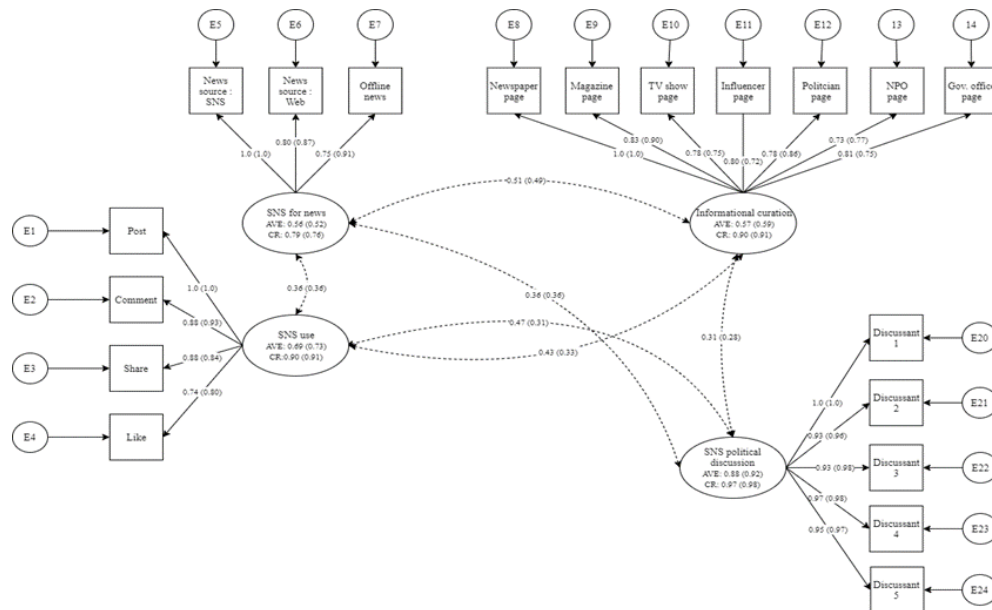 E5
E6
E7
E8
E9
E10
E11
E12
13
14
News
source :
SNS
News
source :
Web
Offline
news
Newspaper
page
Magazine
page
TV show
page
Influencer
page
Politcian
page
NPO
page
Gov. office
page
1.0 (1.0)
0.80 (0.87)
0.75 (0.91)
1.0 (1.0)
0.83 (0.90)
0.78 (0.75)
0.80 (0.72)
0.78 (0.86)
0.73 (0.77)
0.81 (0.75)
SNS for news
AVE: 0.56 (0.52)
CR: 0.79 (0.76)
0.51 (0.49)
Informational curation
AVE: 0.57 (0.59)
CR: 0.90 (0.91)
E1
Post
E2
Comment
E3
Share
E4
Like
1.0 (1.0)
0.88 (0.93)
0.88 (0.84)
0.74 (0.80)
0.36 (0.36)
SNS use
AVE: 0.69 (0.73)
CR:0.90 (0.91)
0.36 (0.36)
0.47 (0.31)
0.43 (0.33)
0.31 (0.28)
SNS political
discussion
AVE: 0.88 (0.92)
CR: 0.97 (0.98)
1.0 (1.0)
0.93 (0.96)
0.93 (0.98)
0.97 (0.98)
0.95 (0.97)
Discussant
1
E20
Discussant
2
E21
Discussant
3
E22
Discussant
4
E23
Discussant
5
E24